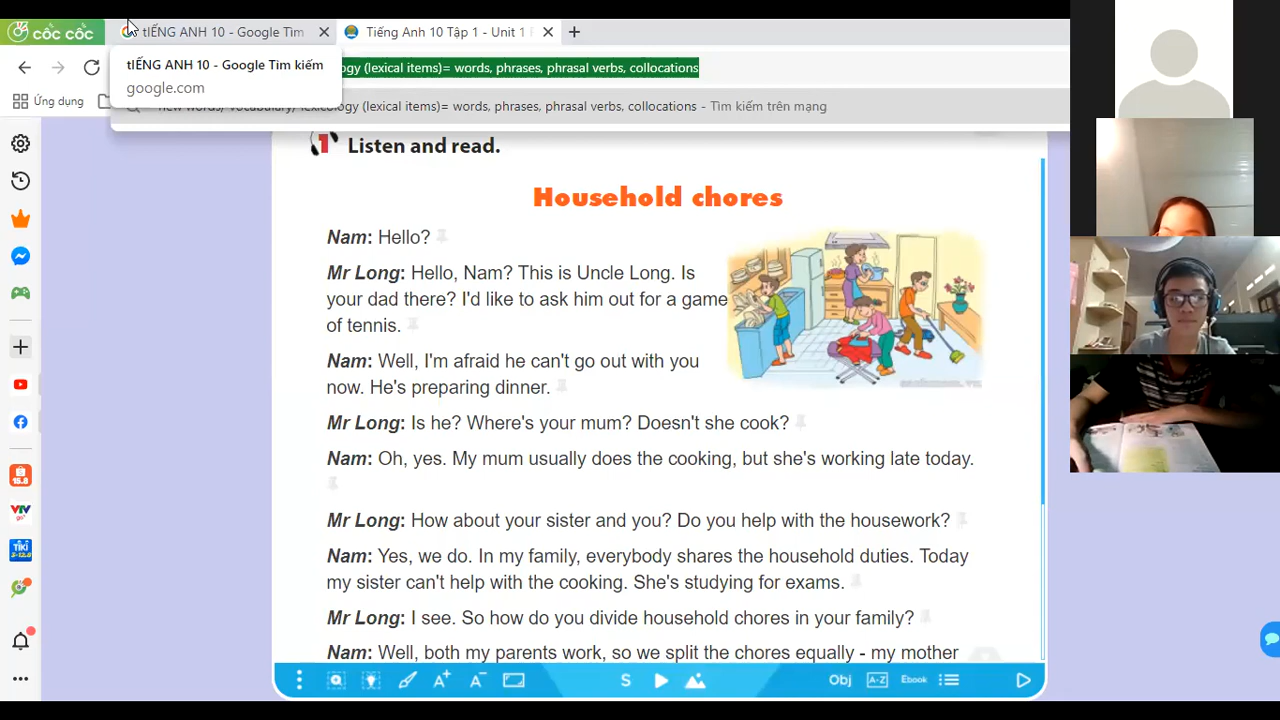 cốc cốc
tIẾNG ANH 10 - Google Tìm
Tiếng Anh 10 Tập 1 - Unit 1
tIẾNG ANH 10 - Google Tìm kiếm
google.com
ogy (lexical items)= words, phrases, phrasal verbs, collocations
new words/ vocabulary/ lexicology (lexical items)= words, phrases, phrasal verbs, collocations - Tìm kiếm trên mạng
Ứng dụng
1 Listen and read.
Household chores
Nam: Hello?
Mr Long: Hello, Nam? This is Uncle Long. Is
your dad there? I'd like to ask him out for a game
of tennis.
Nam: Well, I'm afraid he can't go out with you
now. He's preparing dinner.
Mr Long: Is he? Where's your mum? Doesn't she cook?
Nam: Oh, yes. My mum usually does the cooking, but she's working late today.
Mr Long: How about your sister and you? Do you help with the housework?
Nam: Yes, we do. In my family, everybody shares the household duties. Today
my sister can't help with the cooking. She's studying for exams.
Mr Long: I see. So how do you divide household chores in your family?
Nam: Well, both my parents work, so we split the chores equally - my mother
15.8
VTV
go
TIKI
3-12.8
A+
A-
S
Obj
A-Z
Ebook